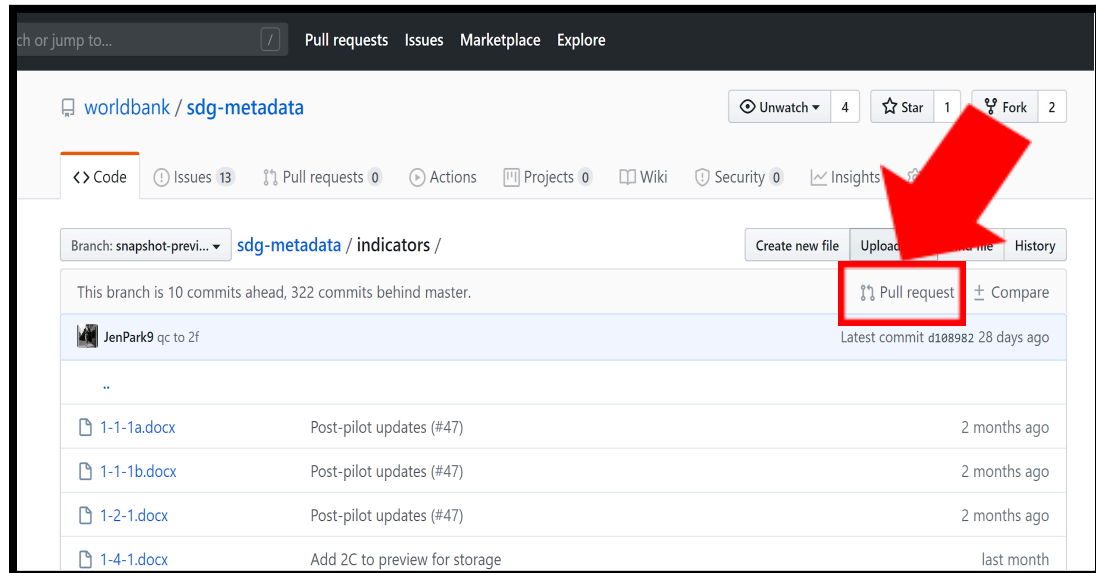 ch or jump to... / Pull requests Issues Marketplace Explore
worldbank / sdg-metadata Unwatch 4 Star 1 Fork 2
<> Code Issues 13 Pull requests 0 Actions Projects 0 Wiki Security 0 Insights
Branch: snapshot-previ... sdg-metadata / indicators / Create new file Upload file History
This branch is 10 commits ahead, 322 commits behind master. Pull request Compare
JenPark9 qc to 2f Latest commit d108982 28 days ago
..
1-1-1a.docx Post-pilot updates (#47) 2 months ago
1-1-1b.docx Post-pilot updates (#47) 2 months ago
1-2-1.docx Post-pilot updates (#47) 2 months ago
1-4-1.docx Add 2C to preview for storage last month